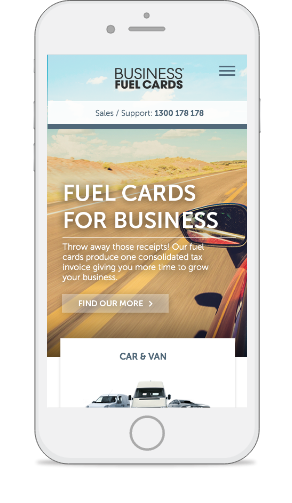 BUSINESS
FUEL CARDS
Sales / Support: 1300 178 178
FUEL CARDS
FOR BUSINESS
Throw away those receipts! Our fuel
cards produce one consolidated tax
invoice giving you more time to grow
your business.
FIND OUR MORE >
CAR & VAN